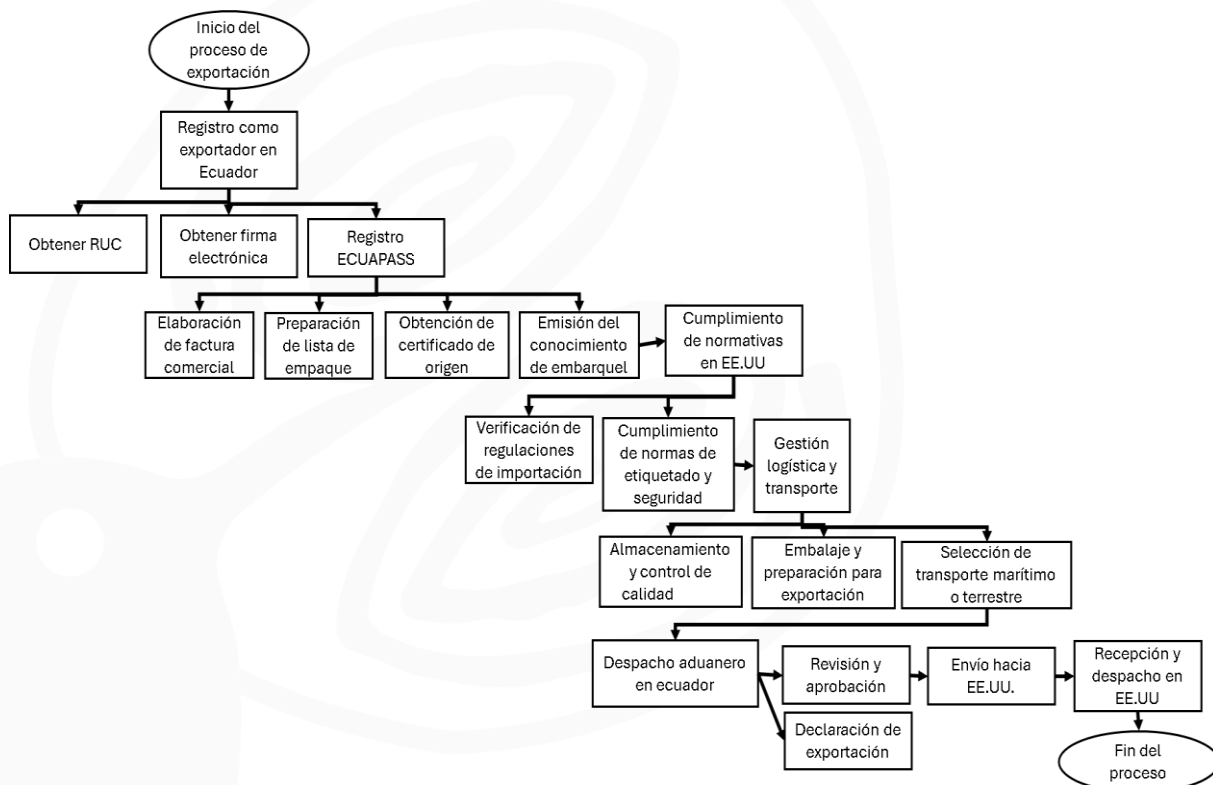 Inicio del
proceso de
exportación
Registro como
exportador en
Ecuador
Obtener RUC
Obtener firma
electrónica
Registro
ECUAPASS
Elaboración
de factura
comercial
Preparación
de lista de
empaque
Obtención de
certificado de
origen
Emisión del
conocimiento
de embarquel
Cumplimiento
de normativas
en EE.UU
Verificación de
regulaciones
de importación
Cumplimiento
de normas de
etiquetado y
seguridad
Gestión
logística y
transporte
Almacenamiento
y control de
calidad
Embalaje y
preparación para
exportación
Selección de
transporte marítimo
o terrestre
Despacho aduanero
en ecuador
Revisión y
aprobación
Declaración de
exportación
Envío hacia
EE.UU.
Recepción y
despacho en
EE.UU
Fin del
proceso